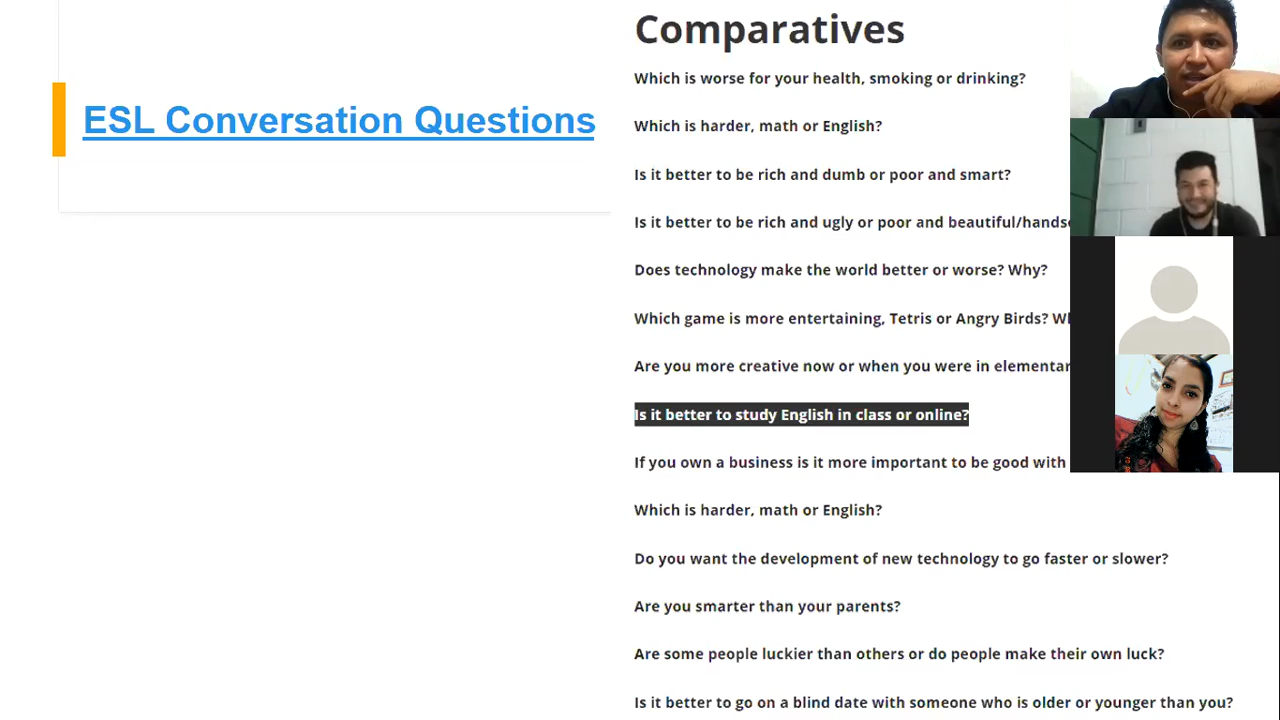 ESL Conversation Questions
Comparatives
Which is worse for your health, smoking or drinking?
Which is harder, math or English?
Is it better to be rich and dumb or poor and smart?
Is it better to be rich and ugly or poor and
Does technology make the world better or worse? Why?
Which game is more entertaining, Tetris or Angry Birds?
Are you more creative now or when you were in
Is it better to study English in class or online?
If you own a business is it more important to be good with
Which is harder, math or English?
Do you want the development of new technology to go faster or slower?
Are you smarter than your parents?
Are some people luckier than others or do people make their own luck?
Is it better to go on a blind date with someone who is older or younger than you?